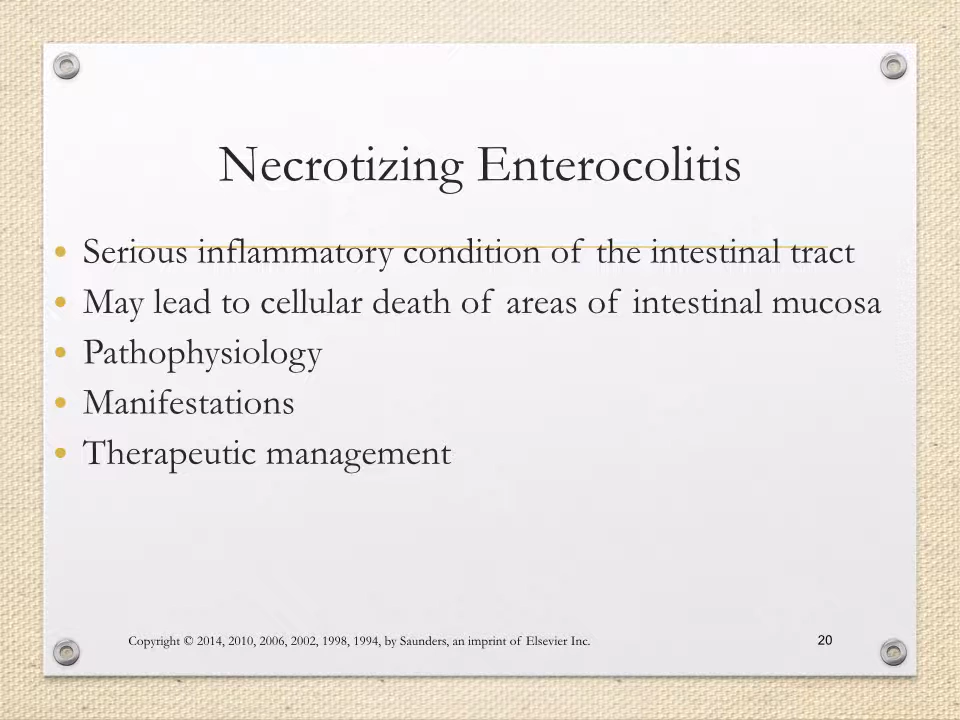 Necrotizing Enterocolitis
• Serious inflammatory condition of the intestinal tract
• May lead to cellular death of areas of intestinal mucosa
• Pathophysiology
• Manifestations
• Therapeutic management
Copyright © 2014, 2010, 2006, 2002, 1998, 1994, by Saunders, an imprint of Elsevier Inc. 20